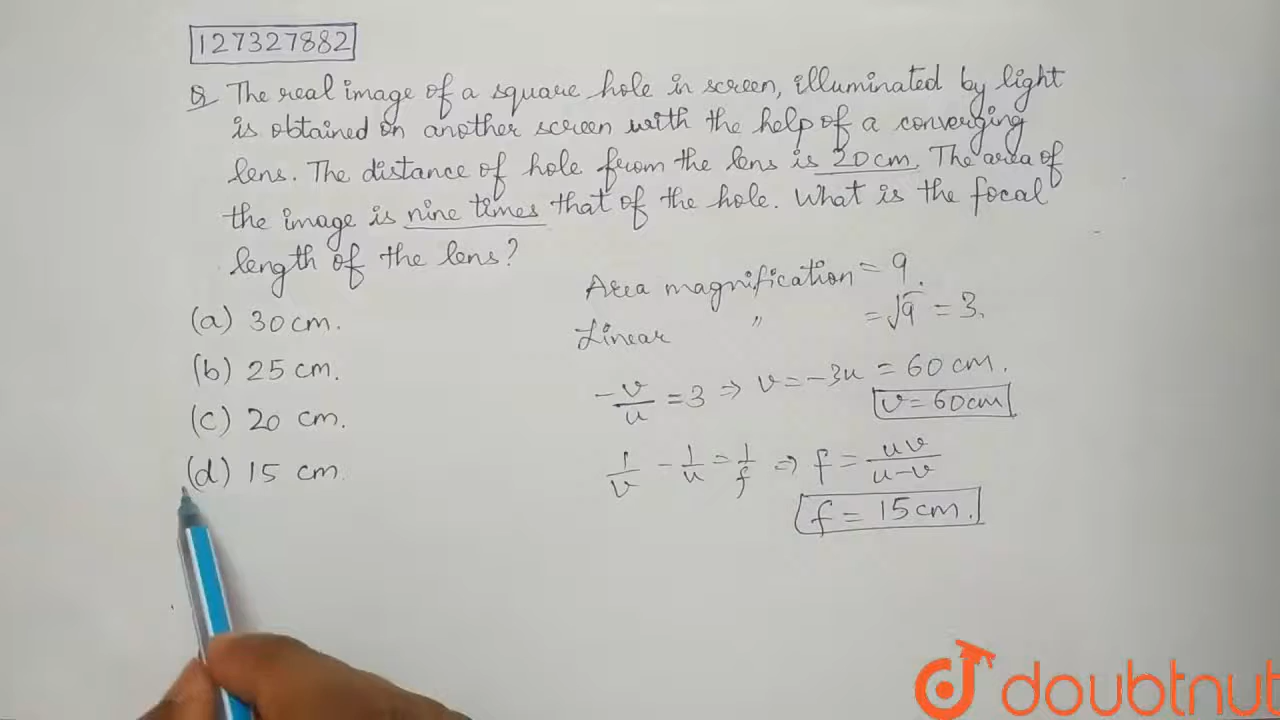 127327882
Q The real image of a square hole in screen, illuminated by light
is obtained on another screen with the help of a converging
lens. The distance of hole from the lens is 20 cm. The area of
the image is nine times that of the hole. What is the focal
length of the lens?
(a) 30 cm.
(b) 25 cm.
(c) 20 cm.
(d) 15 cm.
Area magnification = 9.
Linear " = √9 = 3.
-v/u = 3 ⇒ v = -3u = 60 cm.
v = 60cm
1/v - 1/u = 1/f ⇒ f = uv/u-v
f = 15 cm.
doubtnut